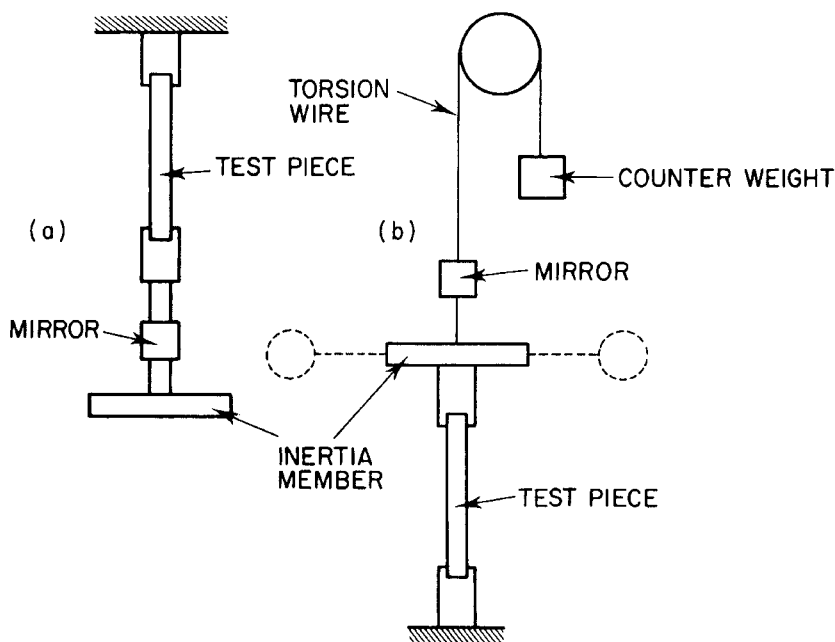 (a)
TEST PIECE
MIRROR
INERTIA
MEMBER
(b)
TORSION
WIRE
COUNTER WEIGHT
MIRROR
TEST PIECE